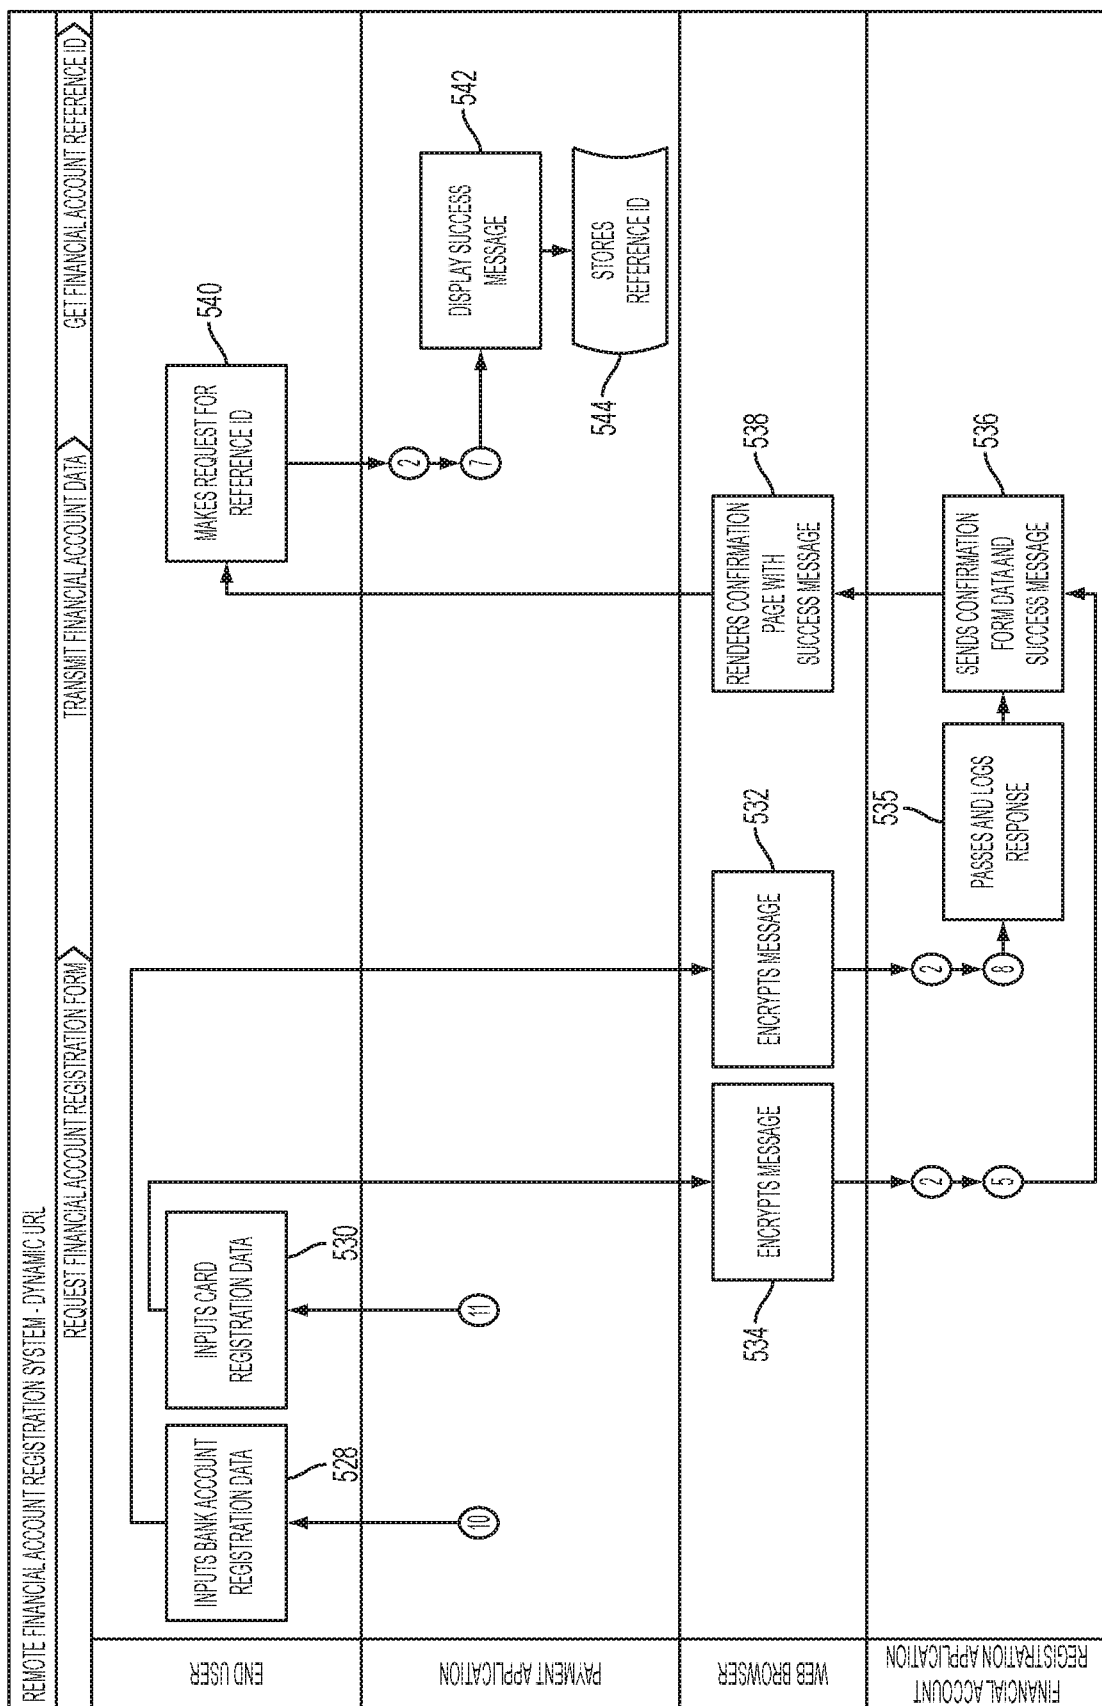 REMOTE FINANCIAL ACCOUNT REGISTRATION SYSTEM - DYNAMIC URL
REQUEST FINANCIAL ACCOUNT REGISTRATION FORM
TRANSMIT FINANCIAL ACCOUNT DATA
GET FINANCIAL ACCOUNT REFERENCE ID
END USER
INPUTS BANK ACCOUNT
REGISTRATION DATA
528
INPUTS CARD
REGISTRATION DATA
530
MAKES REQUEST FOR
REFERENCE ID
540
PAYMENT APPLICATION
10
11
2
7
DISPLAY SUCCESS
MESSAGE
542
STORES
REFERENCE ID
544
WEB BROWSER
ENCRYPTS MESSAGE
534
ENCRYPTS MESSAGE
532
RENDERS CONFIRMATION
PAGE WITH
SUCCESS MESSAGE
538
FINANCIAL ACCOUNT
REGISTRATION APPLICATION
2
5
2
8
PASSES AND LOGS
RESPONSE
535
SENDS CONFIRMATION
FORM DATA AND
SUCCESS MESSAGE
536